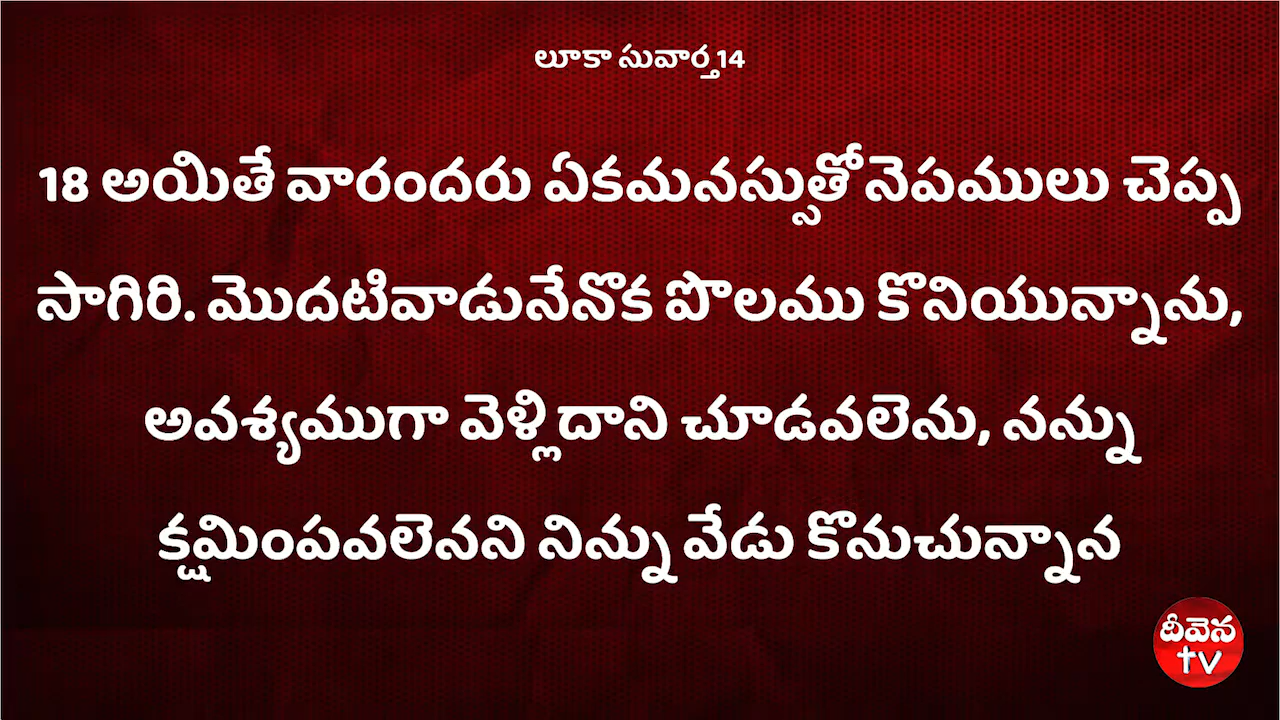 లూకా సువార్త14
18 అయితే వారందరు ఏకమనస్సుతోనెపములు చెప్ప
సాగిరి. మొదటివాడునేనొక పొలము కొనియున్నాను,
అవశ్యముగా వెళ్లిదాని చూడవలెను, నన్ను
క్షమింపవలెనని నిన్ను వేడు కొనుచున్నాన
దీవెన
tv